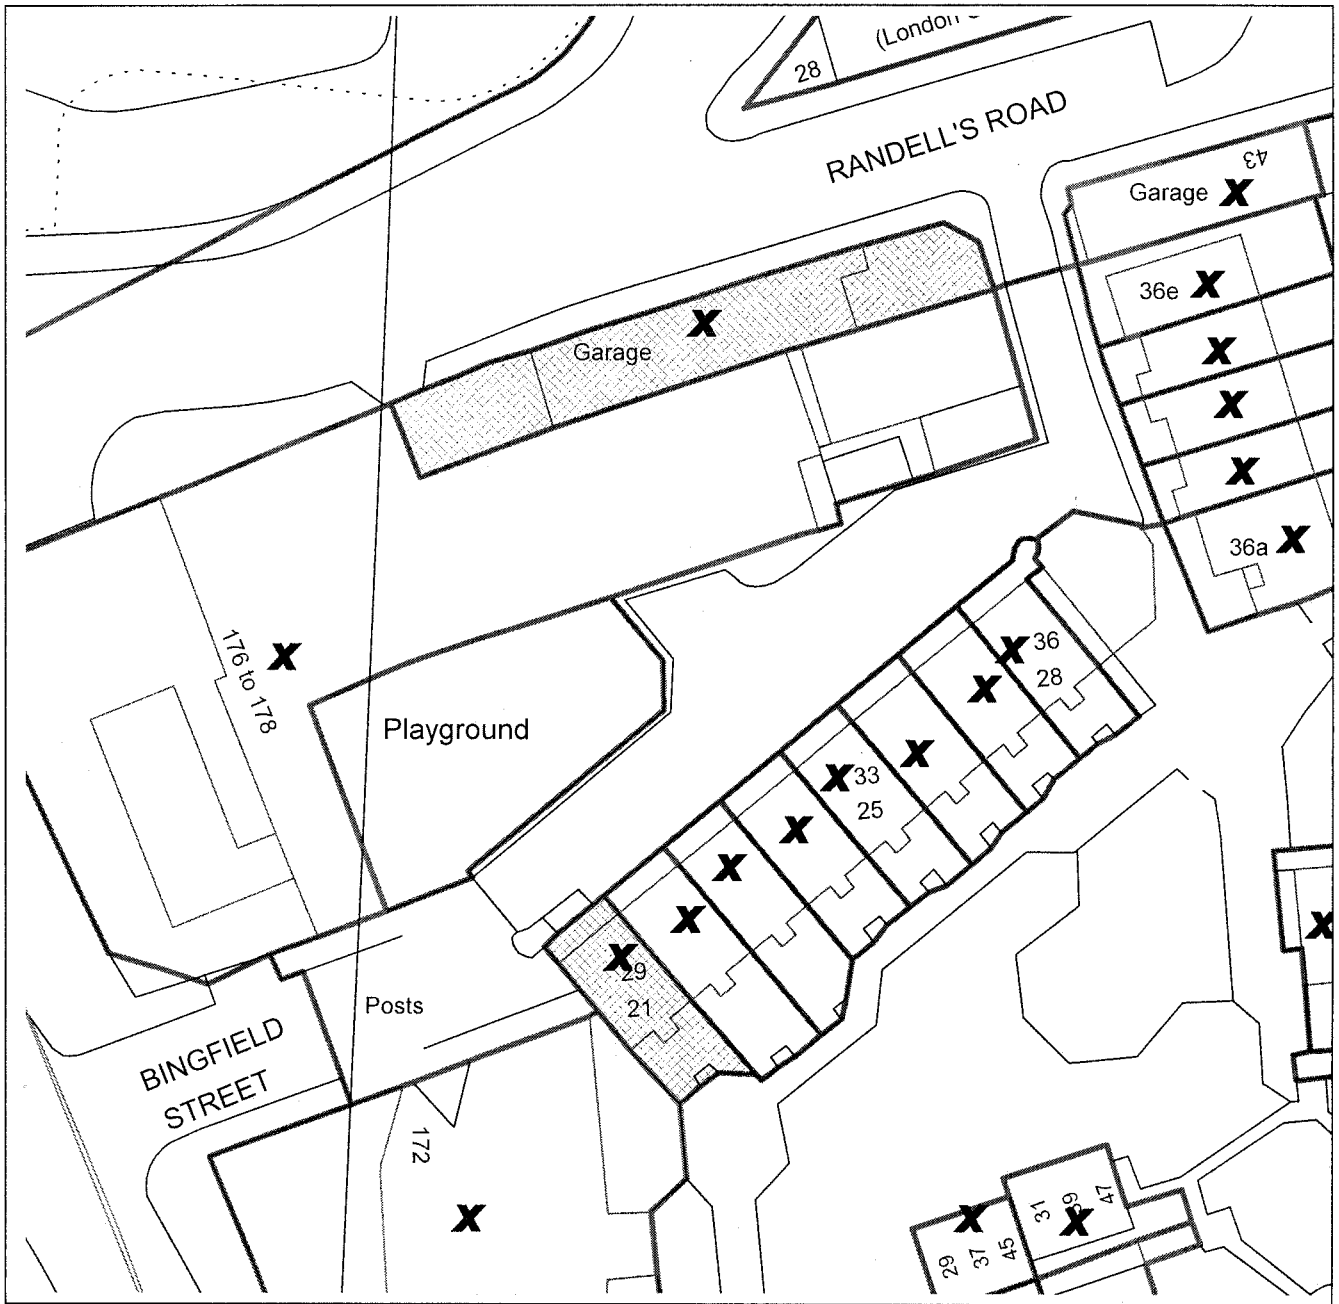 (London
28
RANDELL'S ROAD
43
Garage X
36e X
X
Garage
X
X
X
36a X
176 to 178
X
X 36
X 28
Playground
X
X 33
25
X
X
X
X
29
21
X
Posts
BINGFIELD
STREET
172
X
X
X
31
39
47
29
37
45